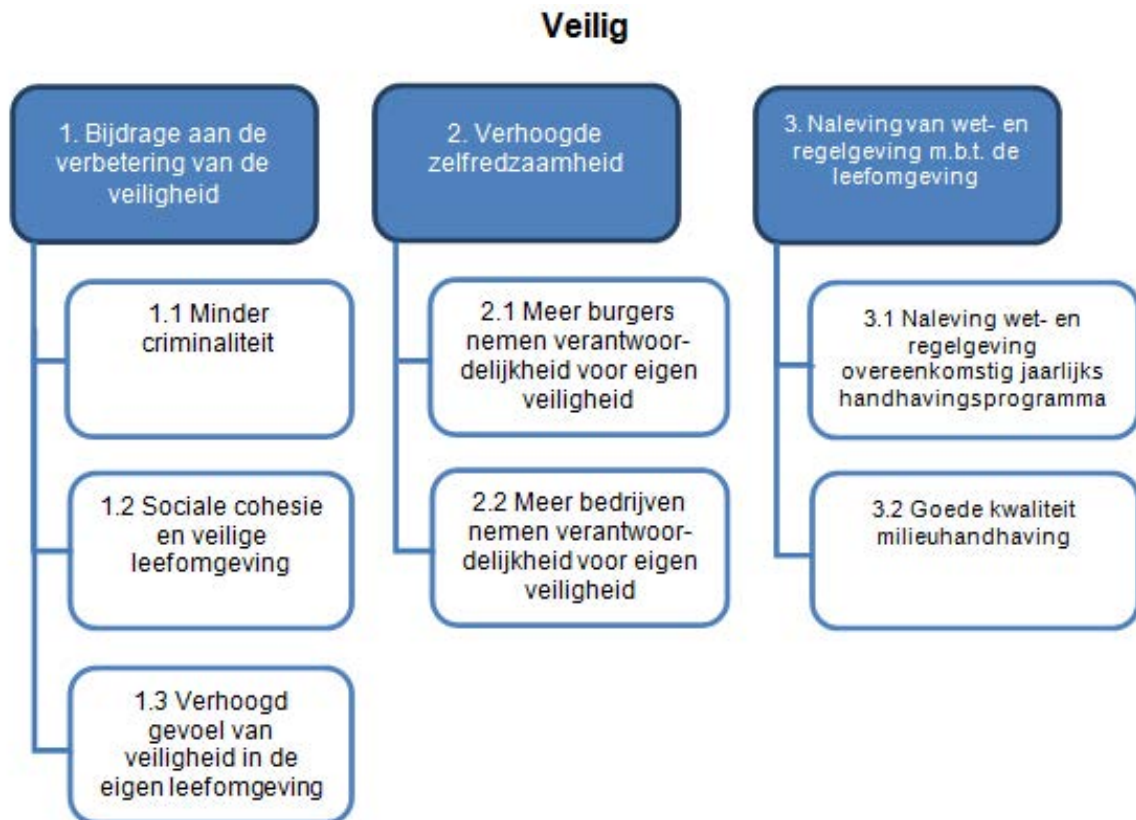 Veilig
1. Bijdrage aan de
verbetering van de
veiligheid
1.1 Minder
criminaliteit
1.2 Sociale cohesie
en veilige
leefomgeving
1.3 Verhoogd
gevoel van
veiligheid in de
eigen leefomgeving
2. Verhoogde
zelfredzaamheid
2.1 Meer burgers
nemen verantwoor-
delijkheid voor eigen
veiligheid
2.2 Meer bedrijven
nemen verantwoor-
delijkheid voor eigen
veiligheid
3. Naleving van wet- en
regelgeving m.b.t. de
leefomgeving
3.1 Naleving wet- en
regelgeving
overeenkomstig jaarlijks
handhavingsprogramma
3.2 Goede kwaliteit
milieuhandhaving